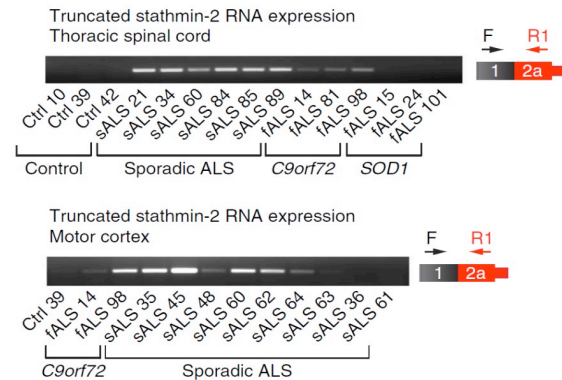 Truncated stathmin-2 RNA expression
Thoracic spinal cord
F R1
1 2a
Ctrl 10
Ctrl 39
Ctrl 42
sALS 21
sALS 34
sALS 60
sALS 84
sALS 85
sALS 89
fALS 14
fALS 81
fALS 98
fALS 15
fALS 24
fALS 101
Control Sporadic ALS C9orf72 SOD1
Truncated stathmin-2 RNA expression
Motor cortex
F R1
1 2a
Ctrl 39
fALS 14
fALS 98
sALS 35
sALS 45
sALS 48
sALS 60
sALS 62
sALS 64
sALS 63
sALS 36
sALS 61
C9orf72 Sporadic ALS